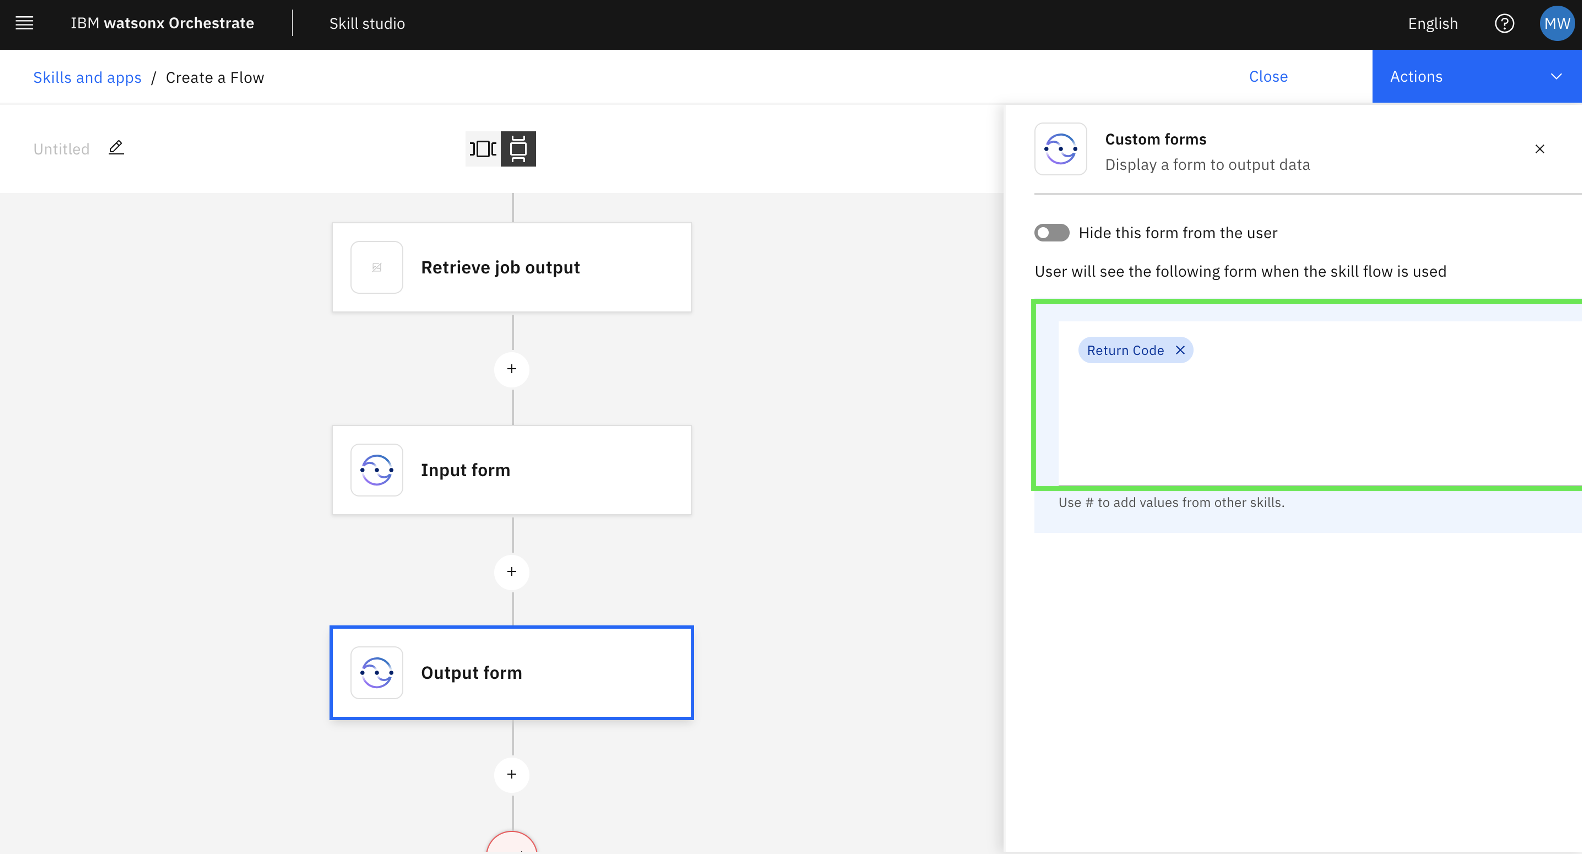 IBM watsonx Orchestrate
Skill studio
English
MW
Skills and apps / Create a Flow
Close
Actions
Untitled
Retrieve job output
+
Input form
+
Output form
+
Custom forms
Display a form to output data
Hide this form from the user
User will see the following form when the skill flow is used
Return Code
Use # to add values from other skills.